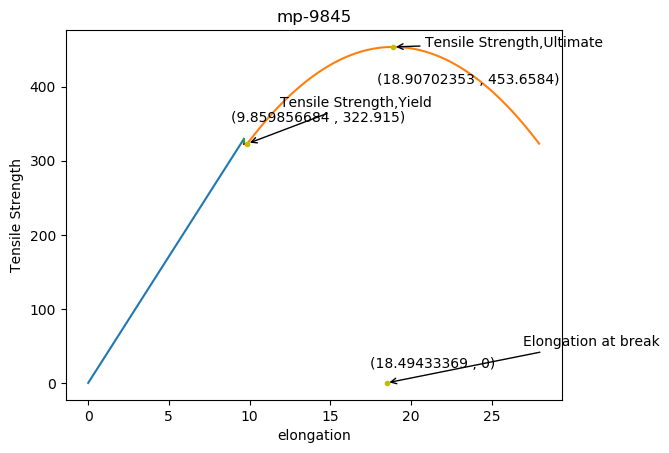 mp-9845
Tensile Strength,Ultimate
(18.90702353 , 453.6584)
Tensile Strength,Yield
(9.859856684 , 322.915)
Elongation at break
(18.49433369 , 0)
Tensile Strength
400
300
200
100
0
0 5 10 15 20 25
elongation